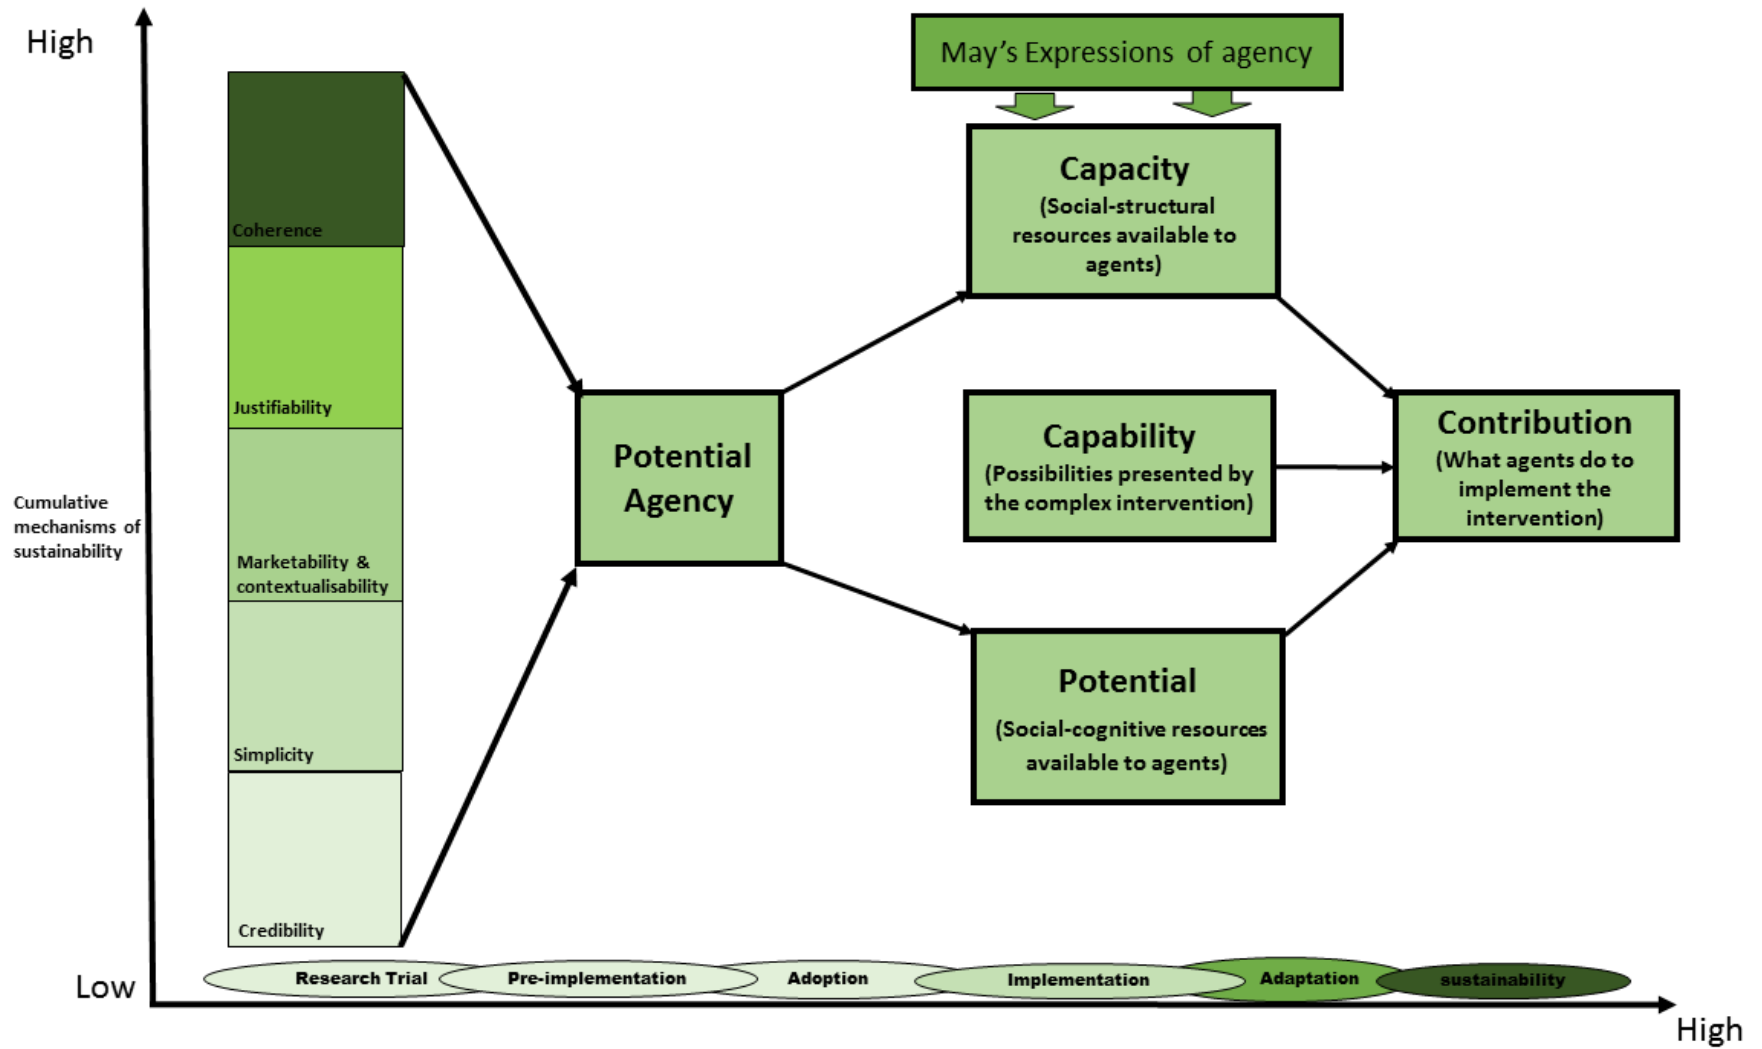 High
May's Expressions of agency
Capacity
(Social-structural
resources available to
agents)
Coherence
Justifiability
Potential
Agency
Capability
(Possibilities presented by
the complex intervention)
Contribution
(What agents do to
implement the
intervention)
Cumulative
mechanisms of
sustainability
Marketability &
contextualisability
Potential
(Social-cognitive resources
available to agents)
Simplicity
Credibility
Low
Research Trial
Pre-implementation
Adoption
Implementation
Adaptation
sustainability
High